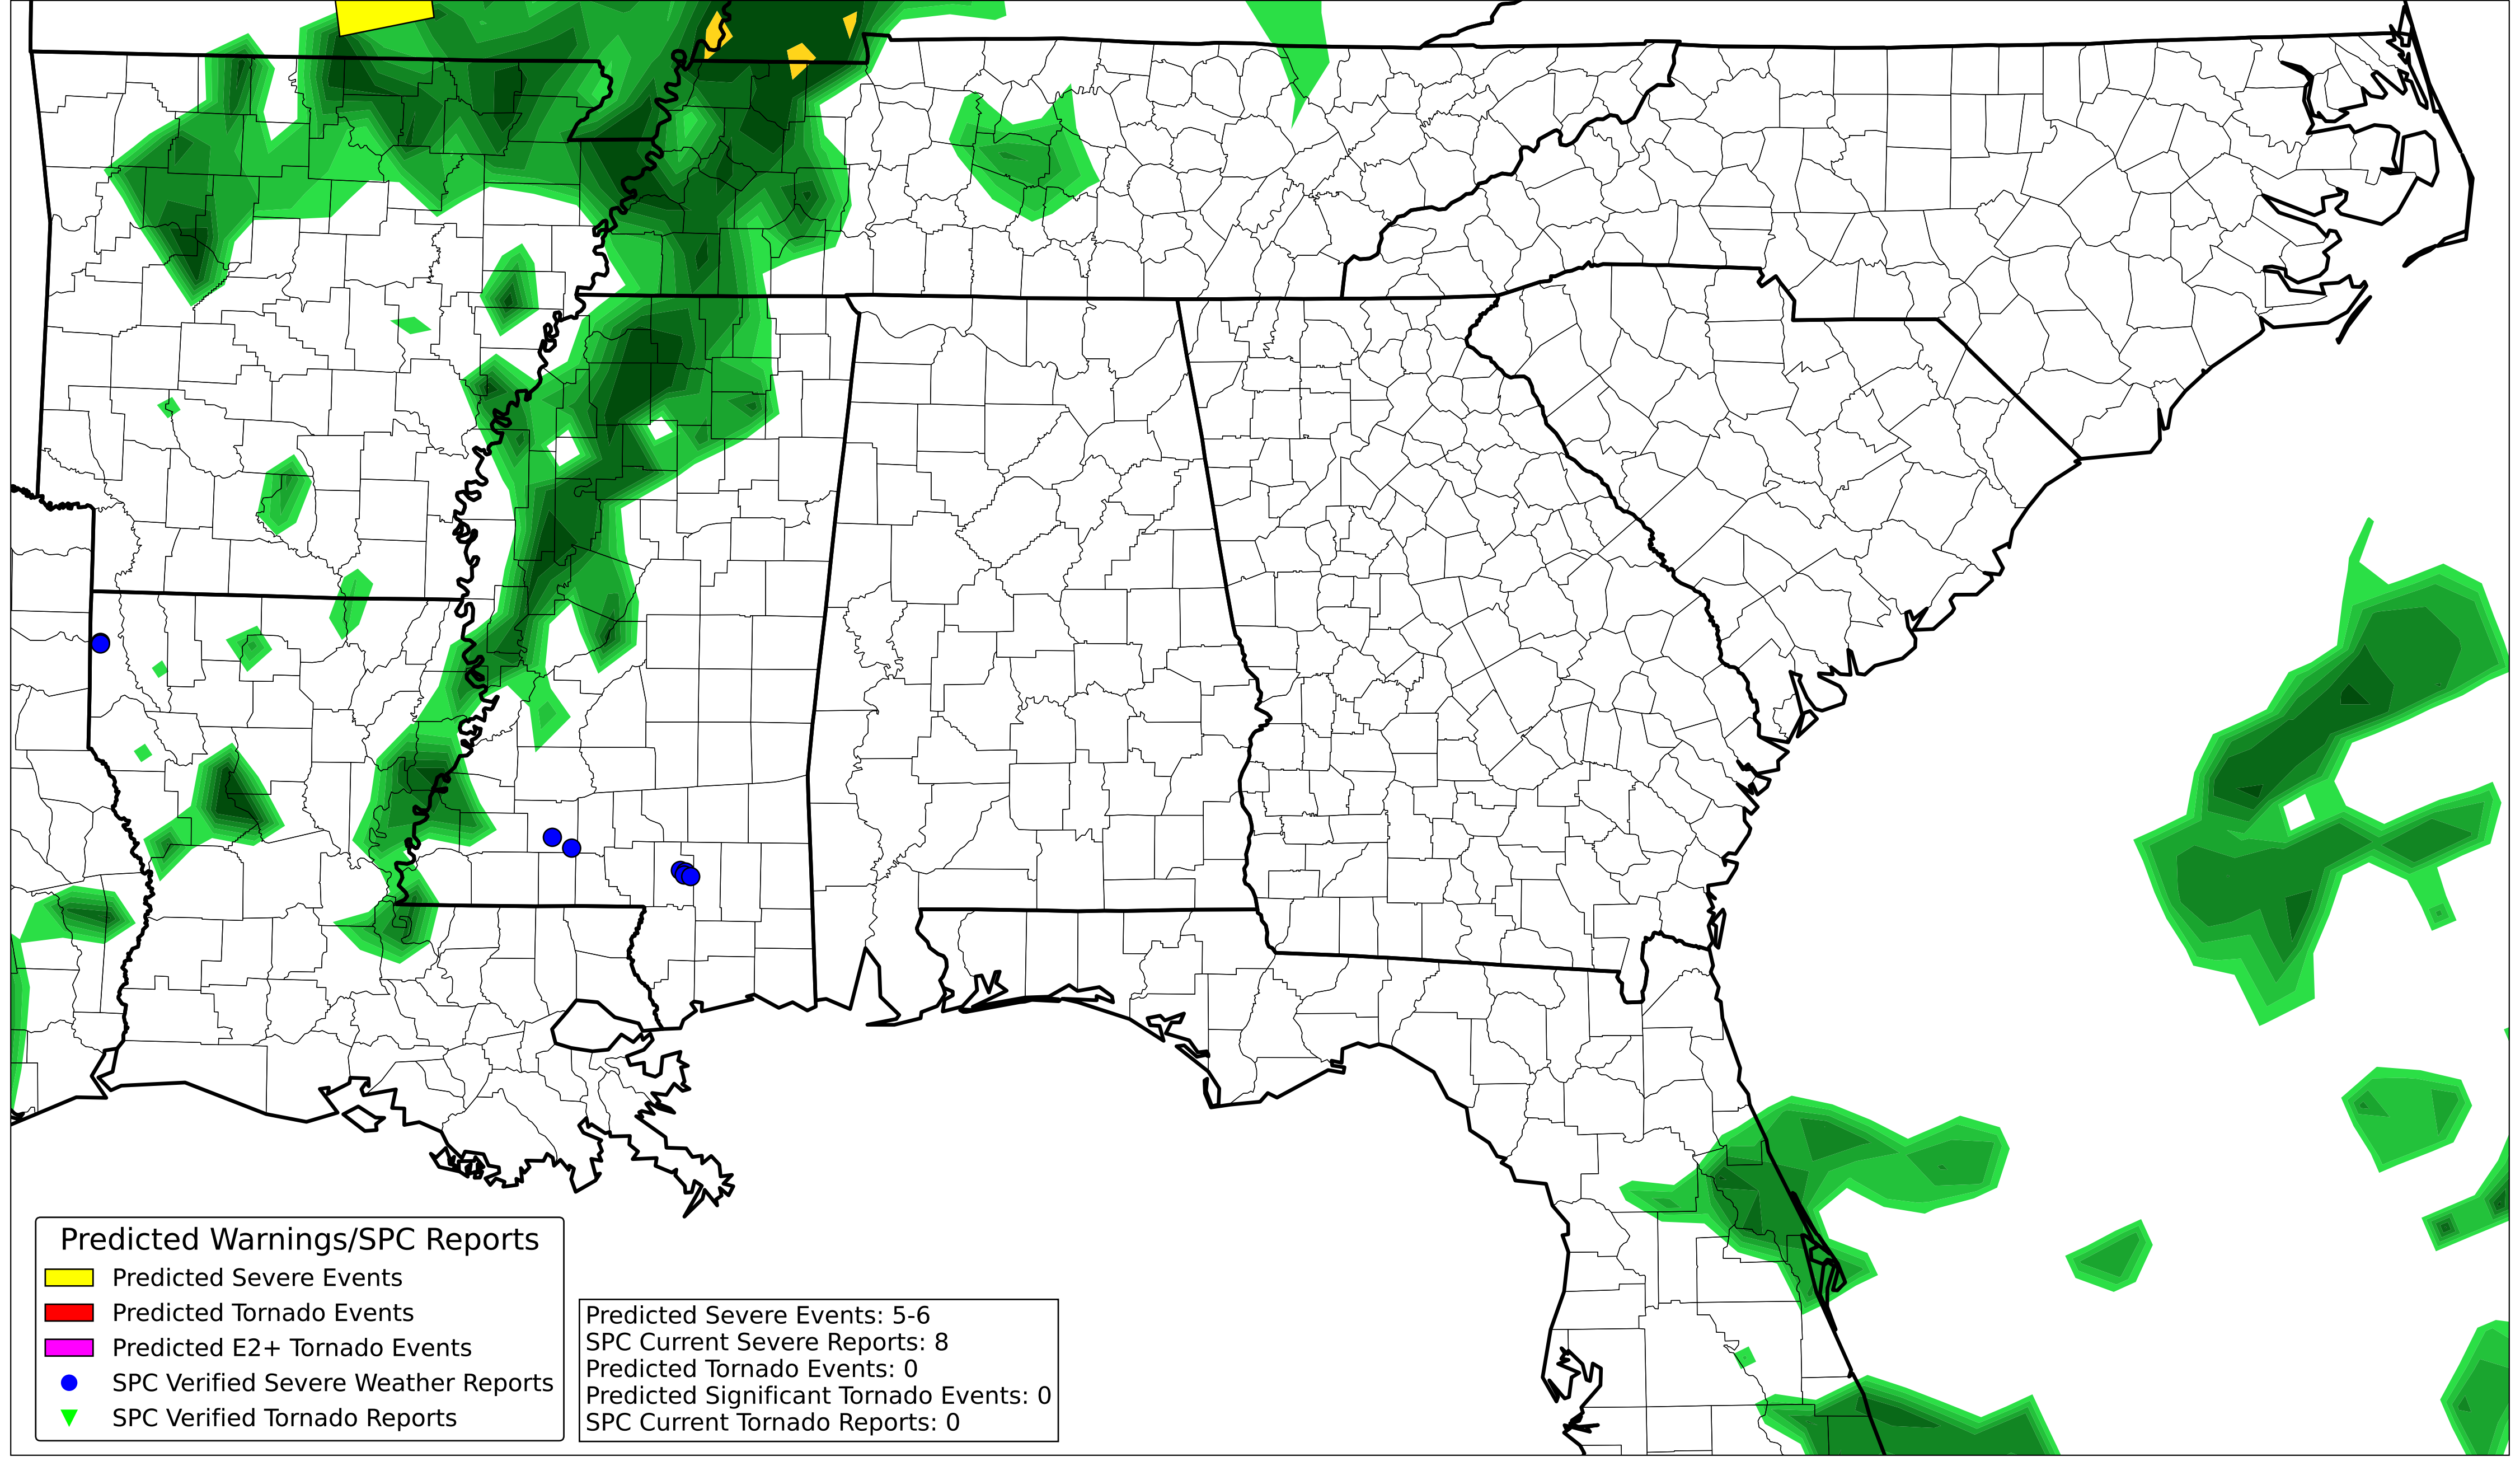 Predicted Warnings/SPC Reports
Predicted Severe Events
Predicted Tornado Events
Predicted E2+ Tornado Events
SPC Verified Severe Weather Reports
SPC Verified Tornado Reports
Predicted Severe Events: 5-6
SPC Current Severe Reports: 8
Predicted Tornado Events: 0
Predicted Significant Tornado Events: 0
SPC Current Tornado Reports: 0